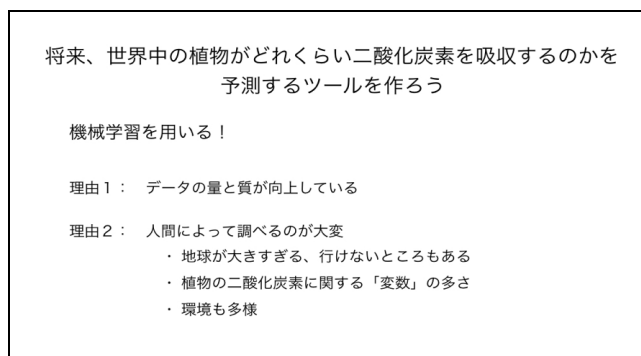 将来、世界中の植物がどれくらい二酸化炭素を吸収するのかを
予測するツールを作ろう
機械学習を用いる！
理由１： データの量と質が向上している
理由２： 人間によって調べるのが大変
・ 地球が大きすぎる、行けないところもある
・ 植物の二酸化炭素に関する「変数」の多さ
・ 環境も多様